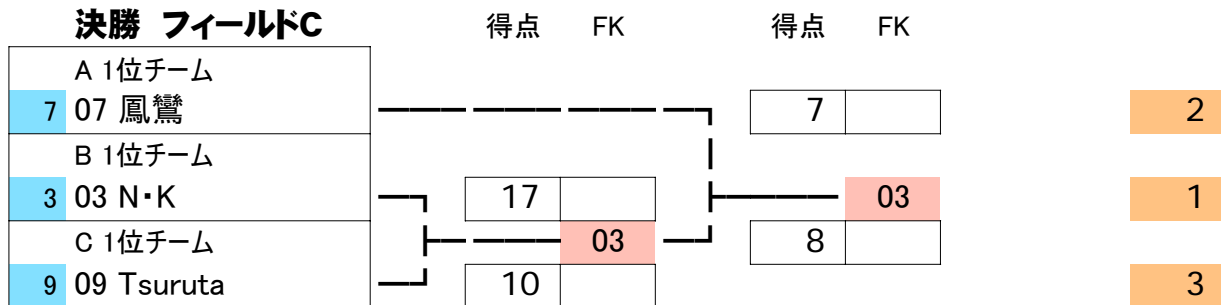 決勝 フィールドC 得点 FK 得点 FK
A 1位チーム
7 07 鳳鸞 7 2
B 1位チーム
3 03 N・K 17 03 1
C 1位チーム 03 8
9 09 Tsuruta 10 3